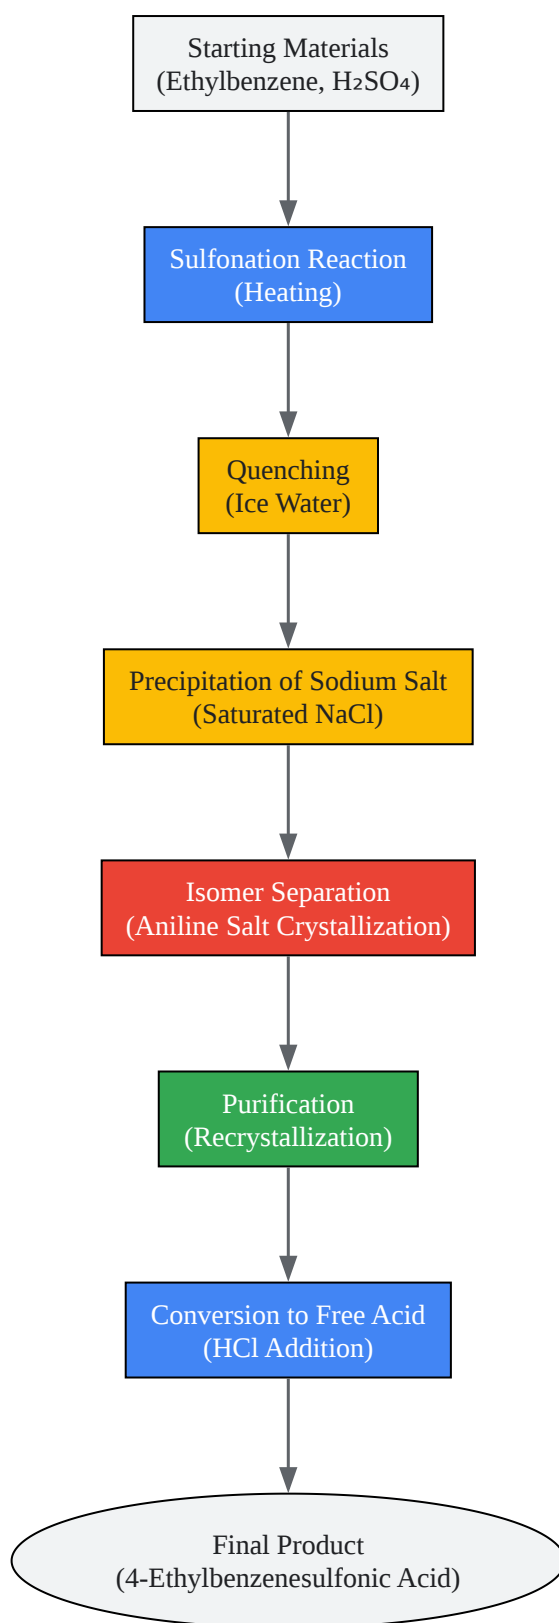 Starting Materials
(Ethylbenzene, H₂SO₄)
Sulfonation Reaction
(Heating)
Quenching
(Ice Water)
Precipitation of Sodium Salt
(Saturated NaCl)
Isomer Separation
(Aniline Salt Crystallization)
Purification
(Recrystallization)
Conversion to Free Acid
(HCl Addition)
Final Product
(4-Ethylbenzenesulfonic Acid)